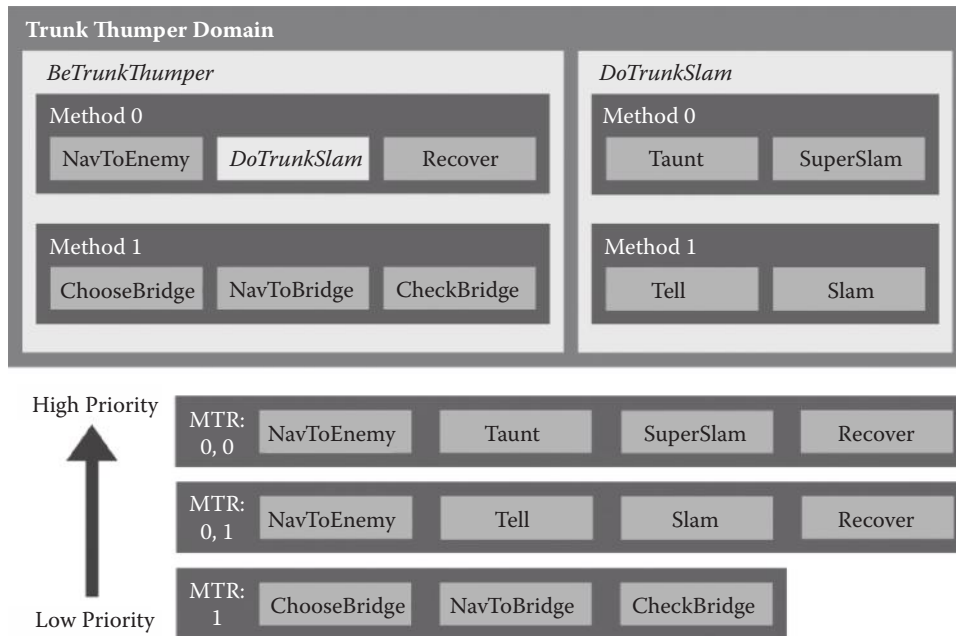 Trunk Thumper Domain
BeTrunkThumper
Method 0
NavToEnemy DoTrunkSlam Recover
Method 1
ChooseBridge NavToBridge CheckBridge
DoTrunkSlam
Method 0
Taunt SuperSlam
Method 1
Tell Slam
High Priority
Low Priority
MTR:
0, 0
NavToEnemy Taunt SuperSlam Recover
MTR:
0, 1
NavToEnemy Tell Slam Recover
MTR:
1
ChooseBridge NavToBridge CheckBridge